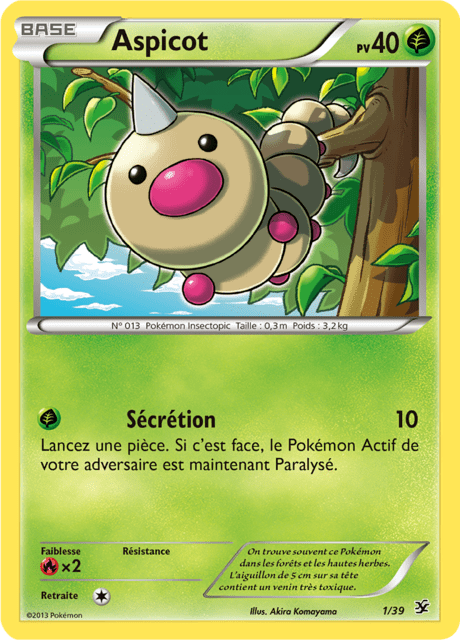 BASE
Aspicot
PV 40
Nº 013 Pokémon Insectopic Taille : 0,3 m Poids : 3,2 kg
Sécrétion 10
Lancez une pièce. Si c'est face, le Pokémon Actif de
votre adversaire est maintenant Paralysé.
Faiblesse Résistance
×2
Retraite
On trouve souvent ce Pokémon
dans les forêts et les hautes herbes.
L'aiguillon de 5 cm sur sa tête
contient un venin très toxique.
©2013 Pokémon
Illus. Akira Komayama
1/39